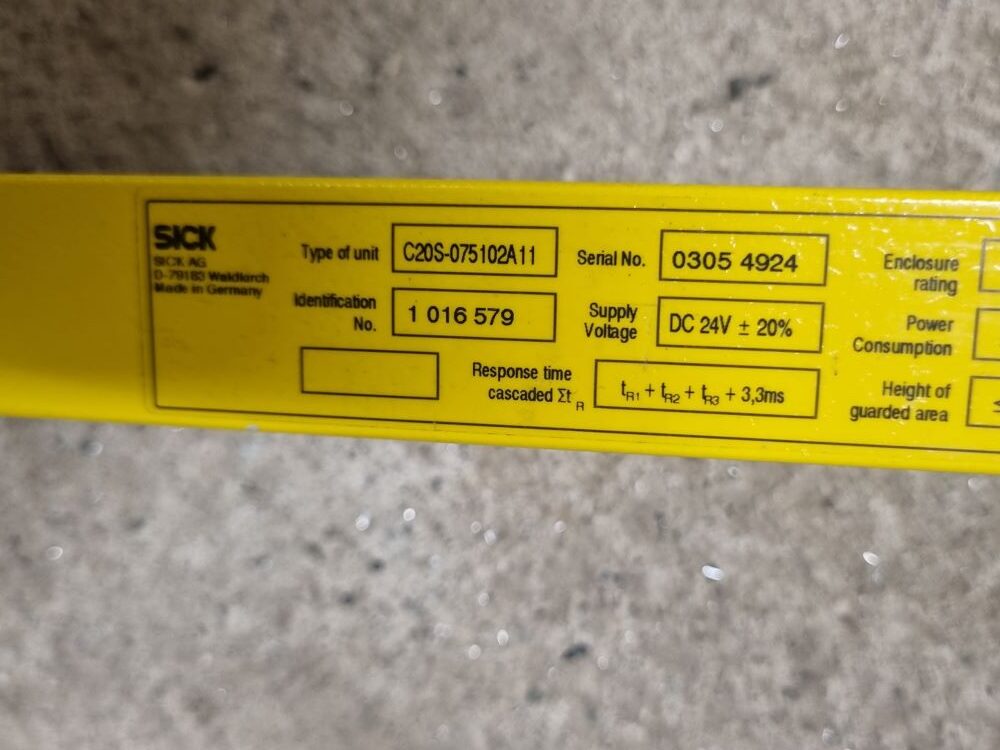 SICK
SICK AG
D-79183 Waldkirch
Made in Germany
Type of unit C20S-075102A11
Identification No. 1 016 579
Serial No. 0305 4924
Supply Voltage DC 24V ± 20%
Response time cascaded Σt R tR1 + tR2 + tR3 + 3,3ms
Enclosure rating
Power Consumption
Height of guarded area